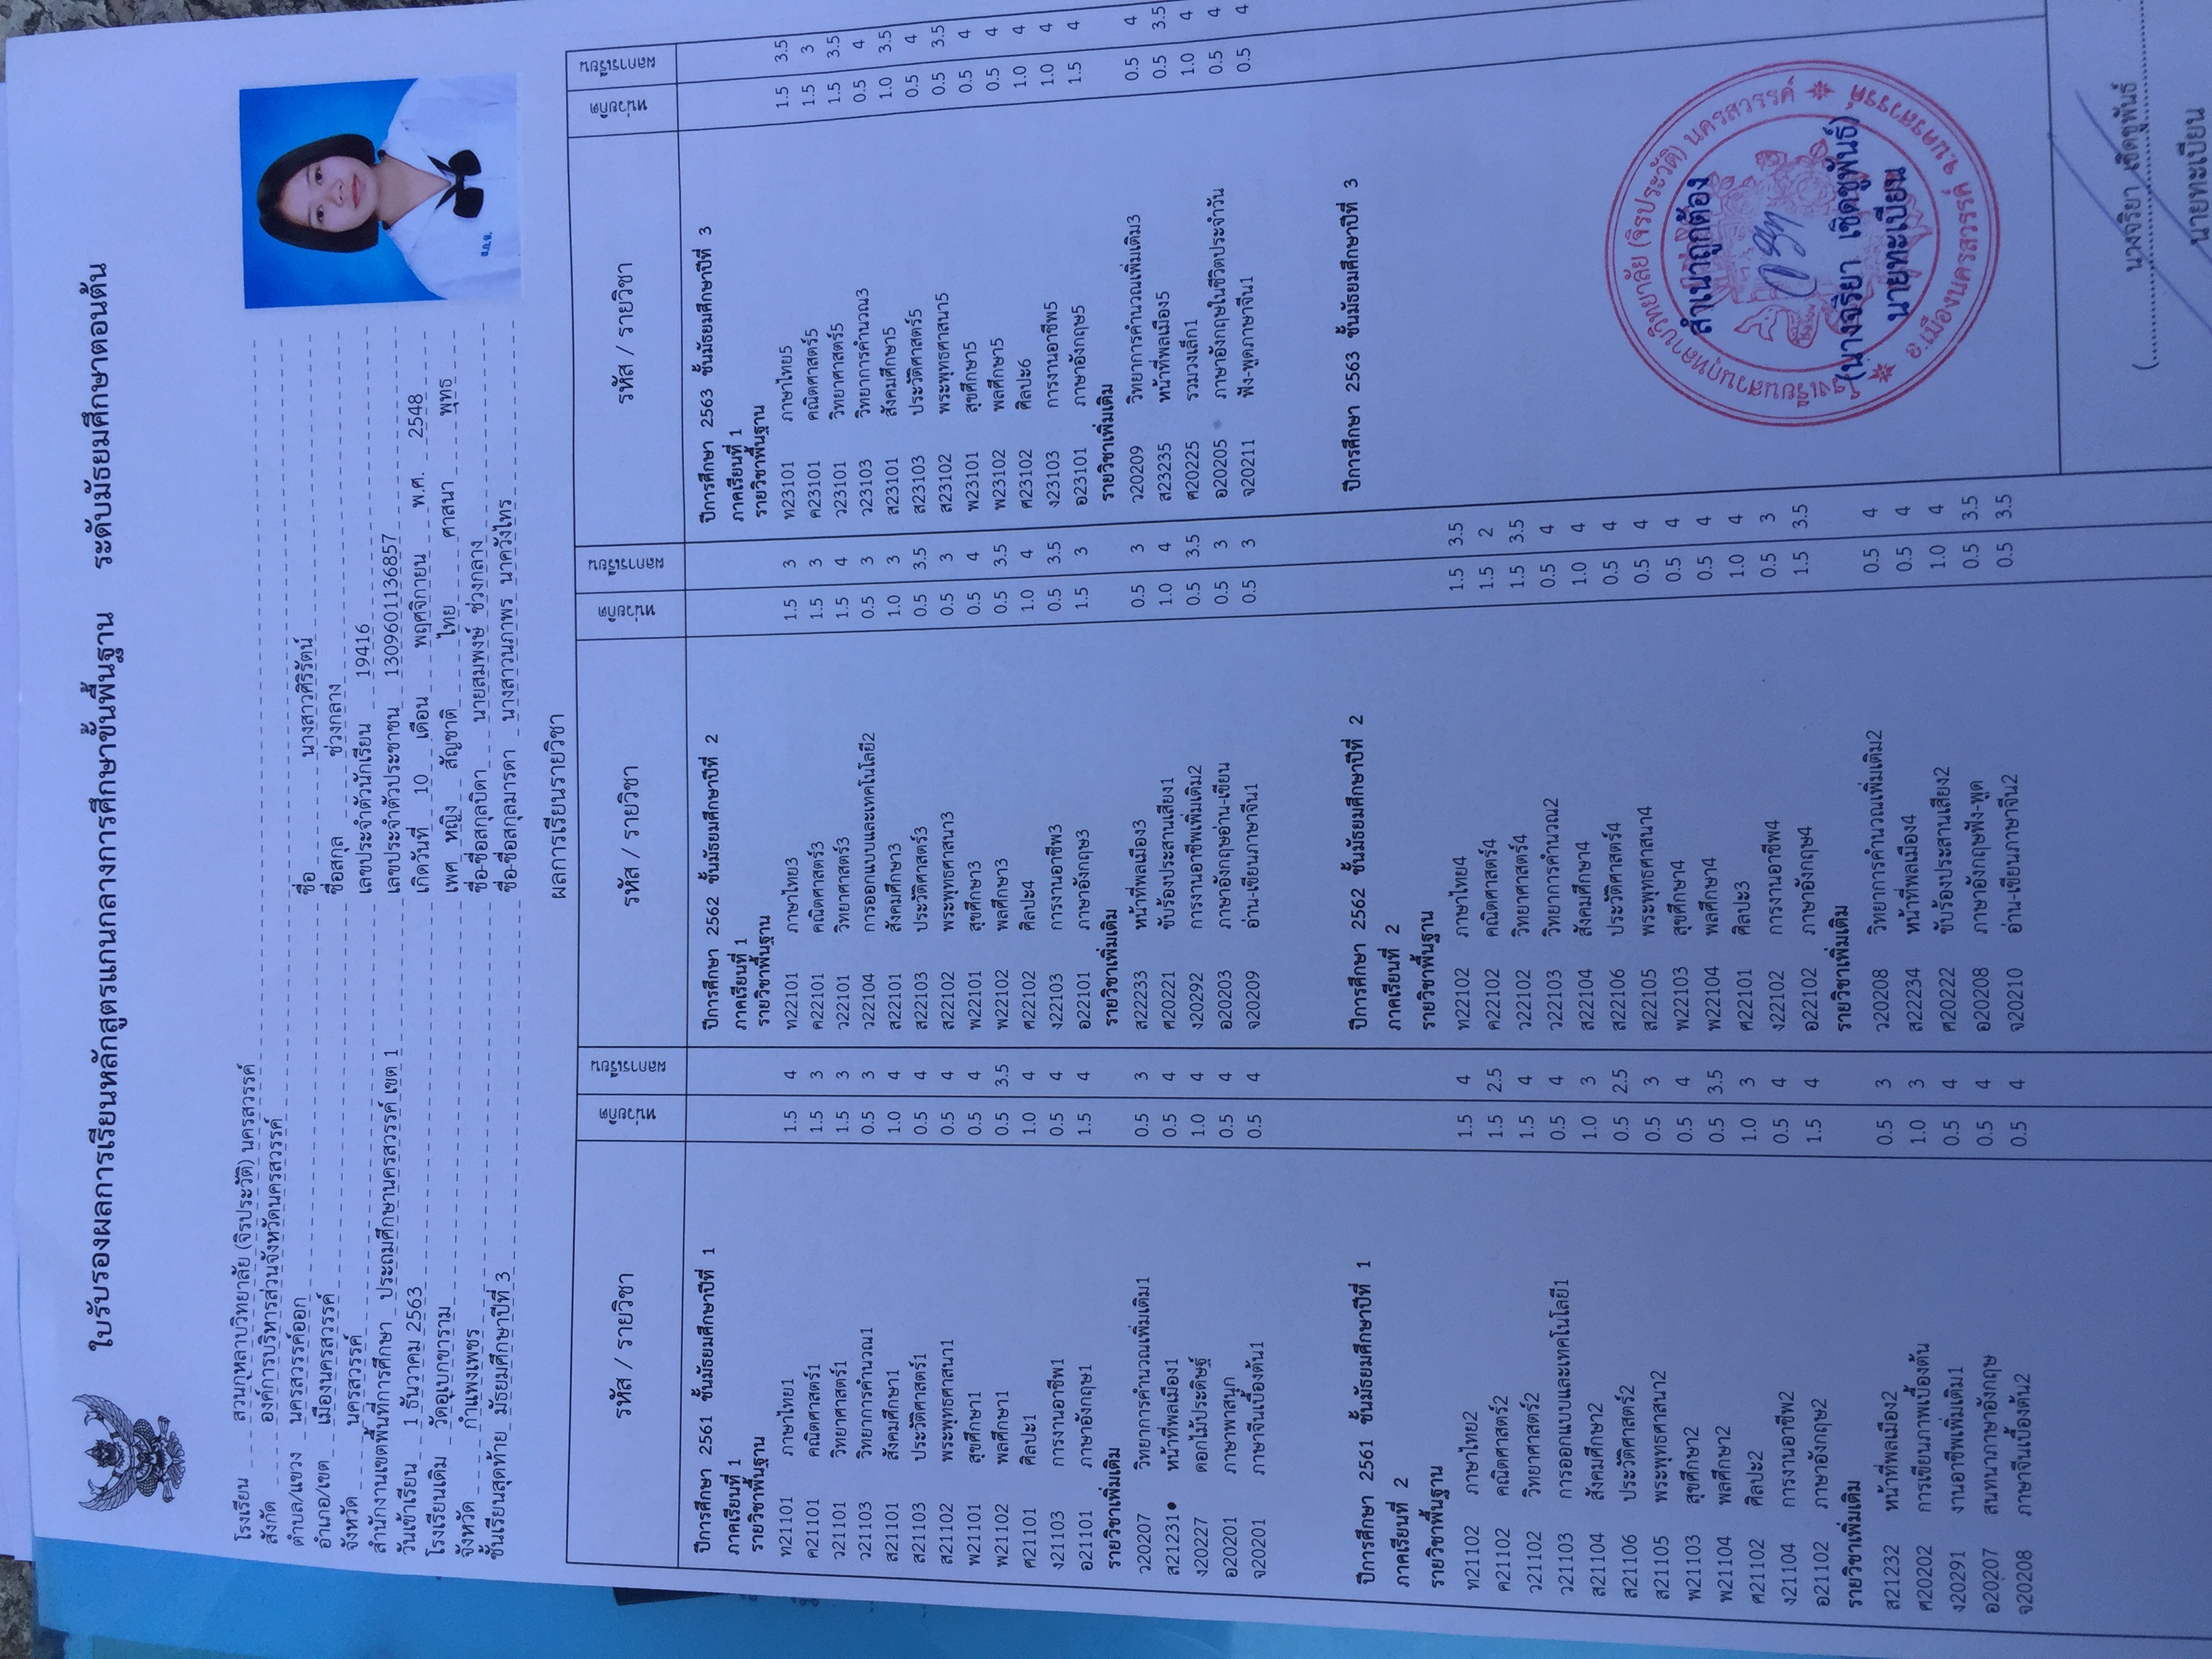 ใบรับรองผลการเรียนหลักสูตรแกนกลางการศึกษาขั้นพื้นฐาน ระดับมัธยมศึกษาตอนต้น
โรงเรียน สวนกุหลาบวิทยาลัย (จิรประวัติ) นครสวรรค์
สังกัด องค์การบริหารส่วนจังหวัดนครสวรรค์
ตำบล/แขวง นครสวรรค์ออก
อำเภอ/เขต เมืองนครสวรรค์
จังหวัด นครสวรรค์
สำนักงานเขตพื้นที่การศึกษา ประถมศึกษานครสวรรค์ เขต 1
วันเข้าเรียน 1 ธันวาคม 2563
โรงเรียนเดิม วัดอุเบกขาราม
จังหวัด กำแพงเพชร
ชั้นเรียนสุดท้าย มัธยมศึกษาปีที่ 3
ชื่อ นางสาวศิริรัตน์
ชื่อสกุล ช่วงกลาง
เลขประจำตัวนักเรียน 19416
เลขประจำตัวประชาชน 1309601136857
เกิดวันที่ 10 เดือน พฤศจิกายน พ.ศ. 2548
เพศ หญิง สัญชาติ ไทย ศาสนา พุทธ
ชื่อ-ชื่อสกุลบิดา นายสมพงษ์ ช่วงกลาง
ชื่อ-ชื่อสกุลมารดา นางสาวนภาพร นาควังไทร
ส.ก.จ.
ผลการเรียนรายวิชา
รหัส / รายวิชา หน่วยกิต ผลการเรียน
ปีการศึกษา 2561 ชั้นมัธยมศึกษาปีที่ 1
ภาคเรียนที่ 1
รายวิชาพื้นฐาน
ท21101 ภาษาไทย1 1.5 4
ค21101 คณิตศาสตร์1 1.5 3
ว21101 วิทยาศาสตร์1 1.5 3
ว21103 วิทยาการคำนวณ1 0.5 3
ส21101 สังคมศึกษา1 1.0 4
ส21103 ประวัติศาสตร์1 0.5 4
ส21102 พระพุทธศาสนา1 0.5 4
พ21101 สุขศึกษา1 0.5 4
พ21102 พลศึกษา1 0.5 3.5
ศ21101 ศิลปะ1 1.0 4
ง21103 การงานอาชีพ1 0.5 4
อ21101 ภาษาอังกฤษ1 1.5 4
รายวิชาเพิ่มเติม
ว20207 วิทยาการคำนวณเพิ่มเติม1 0.5 3
ส21231 หน้าที่พลเมือง1 0.5 4
ง20227 ดอกไม้ประดิษฐ์ 1.0 4
อ20201 ภาษาพาสนุก 0.5 4
จ20201 ภาษาจีนเบื้องต้น1 0.5 4
ปีการศึกษา 2561 ชั้นมัธยมศึกษาปีที่ 1
ภาคเรียนที่ 2
รายวิชาพื้นฐาน
ท21102 ภาษาไทย2 1.5 4
ค21102 คณิตศาสตร์2 1.5 2.5
ว21102 วิทยาศาสตร์2 1.5 4
ว21103 การออกแบบและเทคโนโลยี1 0.5 4
ส21104 สังคมศึกษา2 1.0 3
ส21106 ประวัติศาสตร์2 0.5 2.5
ส21105 พระพุทธศาสนา2 0.5 3
พ21103 สุขศึกษา2 0.5 4
พ21104 พลศึกษา2 0.5 3.5
ศ21102 ศิลปะ2 1.0 3
ง21104 การงานอาชีพ2 0.5 4
อ21102 ภาษาอังกฤษ2 1.5 4
รายวิชาเพิ่มเติม
ส21232 หน้าที่พลเมือง2 0.5 3
ศ20202 การเขียนภาพเบื้องต้น 1.0 3
ง20291 งานอาชีพเพิ่มเติม1 0.5 4
อ20207 สนทนาภาษาอังกฤษ 0.5 4
จ20208 ภาษาจีนเบื้องต้น2 0.5 4
รหัส / รายวิชา หน่วยกิต ผลการเรียน
ปีการศึกษา 2562 ชั้นมัธยมศึกษาปีที่ 2
ภาคเรียนที่ 1
รายวิชาพื้นฐาน
ท22101 ภาษาไทย3 1.5 3
ค22101 คณิตศาสตร์3 1.5 3
ว22101 วิทยาศาสตร์3 1.5 4
ว22104 การออกแบบและเทคโนโลยี2 0.5 3
ส22101 สังคมศึกษา3 1.0 3
ส22103 ประวัติศาสตร์3 0.5 3.5
ส22102 พระพุทธศาสนา3 0.5 3
พ22101 สุขศึกษา3 0.5 4
พ22102 พลศึกษา3 0.5 3.5
ศ22102 ศิลปะ4 1.0 4
ง22103 การงานอาชีพ3 0.5 3.5
อ22101 ภาษาอังกฤษ3 1.5 3
รายวิชาเพิ่มเติม
ส22233 หน้าที่พลเมือง3 0.5 3
ศ20221 ขับร้องประสานเสียง1 1.0 4
ง20292 การงานอาชีพเพิ่มเติม2 0.5 3.5
อ20203 ภาษาอังกฤษอ่าน-เขียน 0.5 3
จ20209 อ่าน-เขียนภาษาจีน1 0.5 3
ปีการศึกษา 2562 ชั้นมัธยมศึกษาปีที่ 2
ภาคเรียนที่ 2
รายวิชาพื้นฐาน
ท22102 ภาษาไทย4 1.5 3.5
ค22102 คณิตศาสตร์4 1.5 2
ว22102 วิทยาศาสตร์4 1.5 3.5
ว22103 วิทยาการคำนวณ2 0.5 4
ส22104 สังคมศึกษา4 1.0 4
ส22106 ประวัติศาสตร์4 0.5 4
ส22105 พระพุทธศาสนา4 0.5 4
พ22103 สุขศึกษา4 0.5 4
พ22104 พลศึกษา4 0.5 4
ศ22101 ศิลปะ3 1.0 4
ง22102 การงานอาชีพ4 0.5 3
อ22102 ภาษาอังกฤษ4 1.5 3.5
รายวิชาเพิ่มเติม
ว20208 วิทยาการคำนวณเพิ่มเติม2 0.5 4
ส22234 หน้าที่พลเมือง4 0.5 4
ศ20222 ขับร้องประสานเสียง2 1.0 4
อ20208 ภาษาอังกฤษฟัง-พูด 0.5 3.5
จ20210 อ่าน-เขียนภาษาจีน2 0.5 3.5
รหัส / รายวิชา หน่วยกิต ผลการเรียน
ปีการศึกษา 2563 ชั้นมัธยมศึกษาปีที่ 3
ภาคเรียนที่ 1
รายวิชาพื้นฐาน
ท23101 ภาษาไทย5 1.5 3.5
ค23101 คณิตศาสตร์5 1.5 3
ว23101 วิทยาศาสตร์5 1.5 3.5
ว23103 วิทยาการคำนวณ3 0.5 4
ส23101 สังคมศึกษา5 1.0 3.5
ส23103 ประวัติศาสตร์5 0.5 4
ส23102 พระพุทธศาสนา5 0.5 3.5
พ23101 สุขศึกษา5 0.5 4
พ23102 พลศึกษา5 0.5 4
ศ23102 ศิลปะ6 1.0 4
ง23103 การงานอาชีพ5 1.0 4
อ23101 ภาษาอังกฤษ5 1.5 4
รายวิชาเพิ่มเติม
ว20209 วิทยาการคำนวณเพิ่มเติม3 0.5 4
ส23235 หน้าที่พลเมือง5 0.5 3.5
ศ20225 รวมวงเล็ก1 1.0 4
อ20205 ภาษาอังกฤษในชีวิตประจำวัน 0.5 4
จ20211 ฟัง-พูดภาษาจีน1 0.5 4
ปีการศึกษา 2563 ชั้นมัธยมศึกษาปีที่ 3
โรงเรียนสวนกุหลาบวิทยาลัย (จิรประวัติ) นครสวรรค์
สำเนาถูกต้อง
(นางจริยา เชิดชูพันธ์)
นายทะเบียน
อ.เมืองนครสวรรค์ จ.นครสวรรค์
(นางจริยา เชิดชูพันธ์
นายทะเบียน